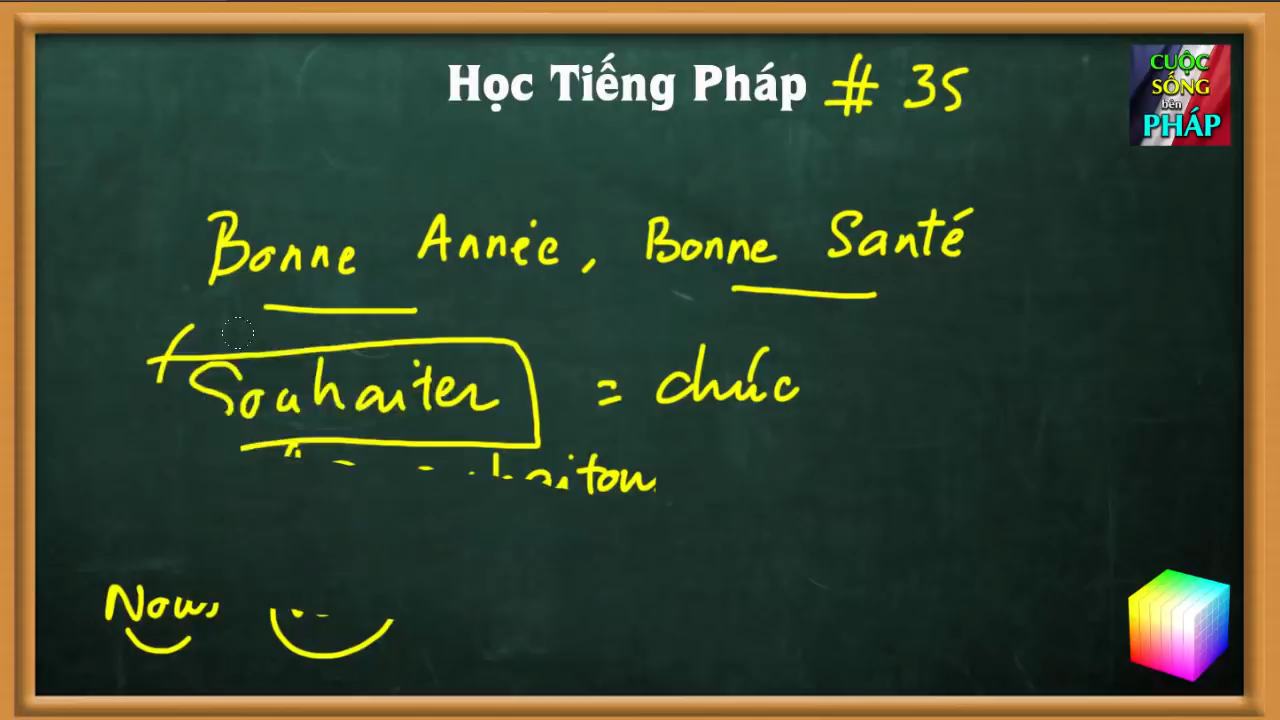 Học Tiếng Pháp # 35
CUỘC
SỐNG
bên
PHÁP
Bonne Année, Bonne Santé
Souhaiter = chúc
Nous